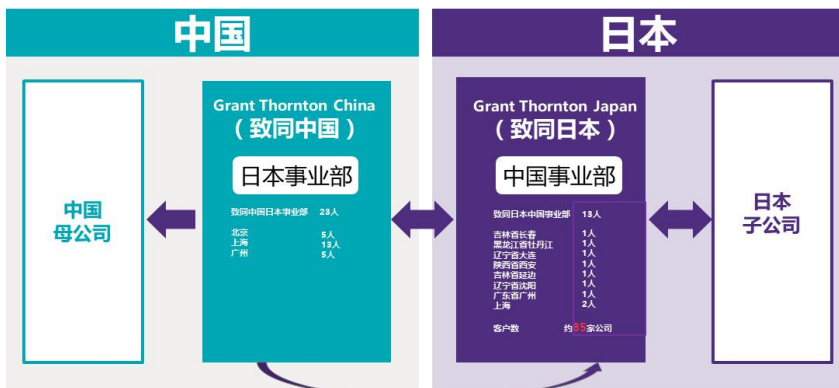 中国
日本
中国
母公司
Grant Thornton China
（致同中国）
日本事业部
致同中国日本事业部 23人
北京 5人
上海 13人
广州 5人
Grant Thornton Japan
（致同日本）
中国事业部
致同日本中国事业部 13人
吉林省长春 1人
黑龙江省牡丹江 1人
辽宁省大连 1人
陕西省西安 1人
吉林省延边 1人
辽宁省沈阳 1人
广东省广州 1人
上海 2人
客户数 约85家公司
日本
子公司